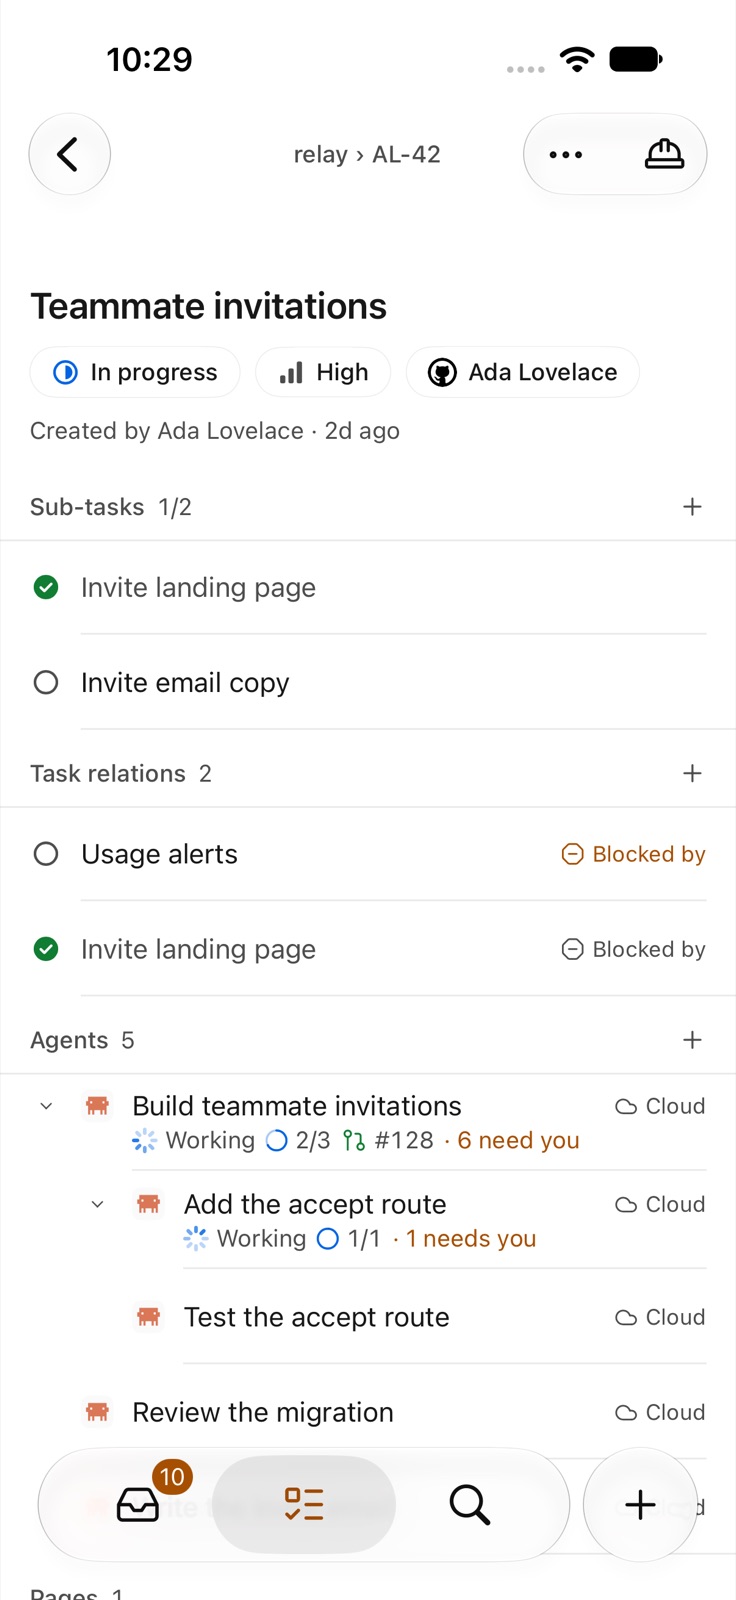 10:29
relay › AL-42
Teammate invitations
In progress
High
Ada Lovelace
Created by Ada Lovelace · 2d ago
Sub-tasks 1/2
Invite landing page
Invite email copy
Task relations 2
Usage alerts
Blocked by
Invite landing page
Blocked by
Agents 5
Build teammate invitations
Cloud
Working 2/3 #128 · 6 need you
Add the accept route
Cloud
Working 1/1 · 1 needs you
Test the accept route
Cloud
Review the migration
Cloud
10
Pages 1